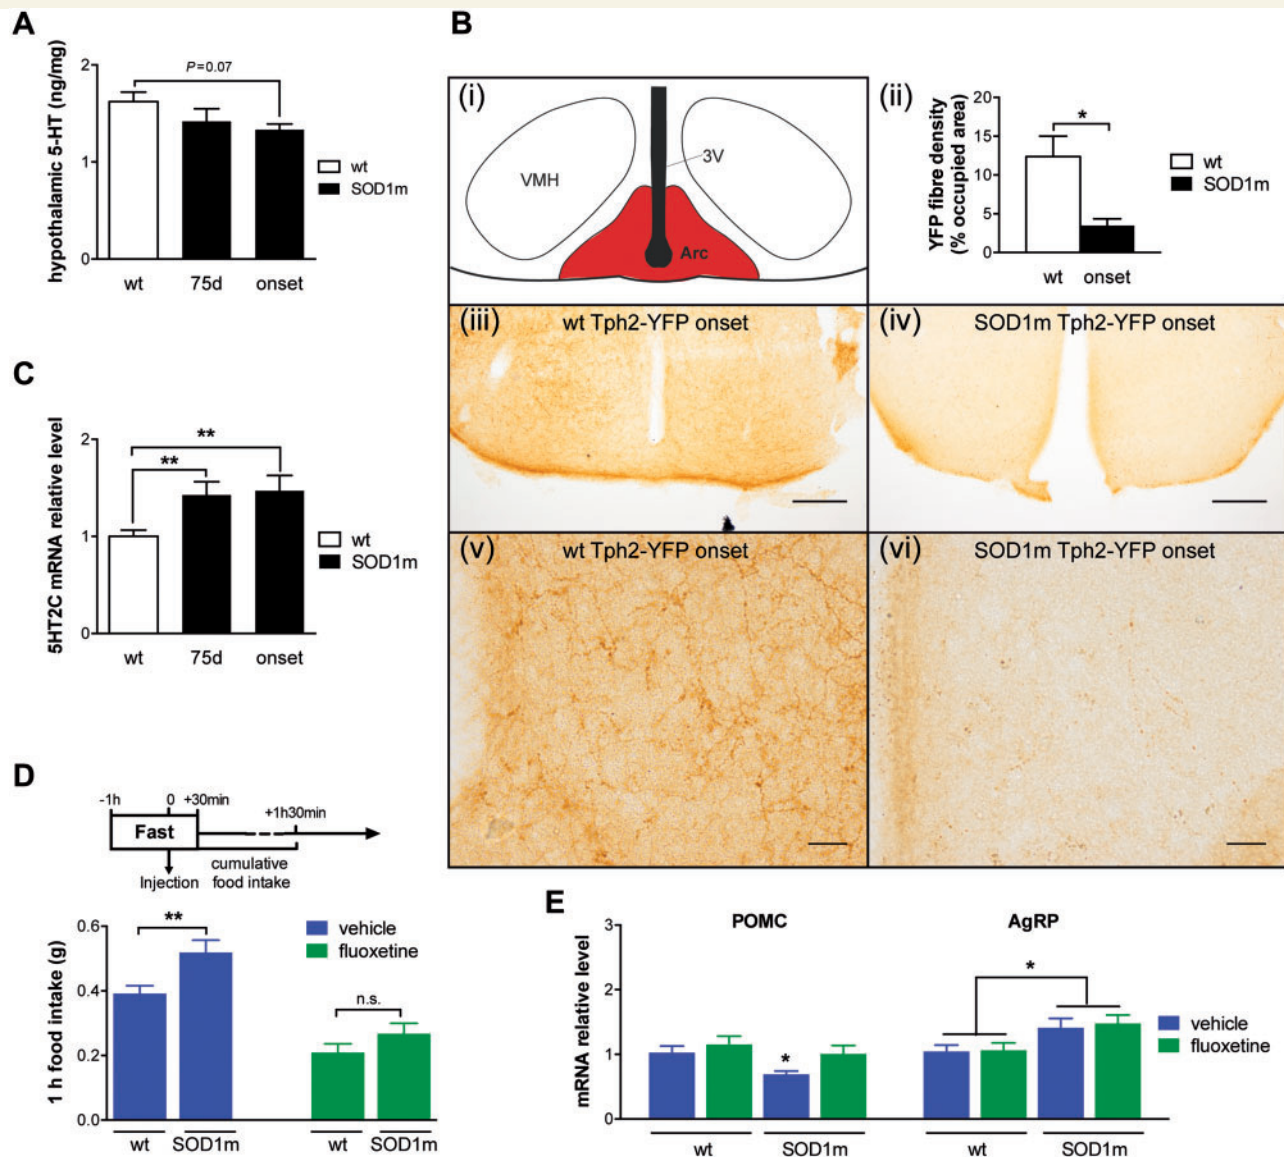 A
hypothalamic 5-HT (ng/mg)
2
1
0
P=0.07
wt
75d
onset
wt
SOD1m
B
(i)
VMH
3V
Arc
(ii)
YFP fibre density
(% occupied area)
20
15
10
5
0
*
wt
onset
wt
SOD1m
(iii)
wt Tph2-YFP onset
(iv)
SOD1m Tph2-YFP onset
(v)
wt Tph2-YFP onset
(vi)
SOD1m Tph2-YFP onset
C
5HT2C mRNA relative level
2
1
0
**
**
wt
75d
onset
wt
SOD1m
D
-1h
0
+30min
+1h30min
Fast
Injection
cumulative
food intake
1 h food intake (g)
0.6
0.4
0.2
0.0
**
n.s.
vehicle
fluoxetine
wt
SOD1m
wt
SOD1m
E
POMC
AgRP
mRNA relative level
3
2
1
0
*
*
vehicle
fluoxetine
wt
SOD1m
wt
SOD1m